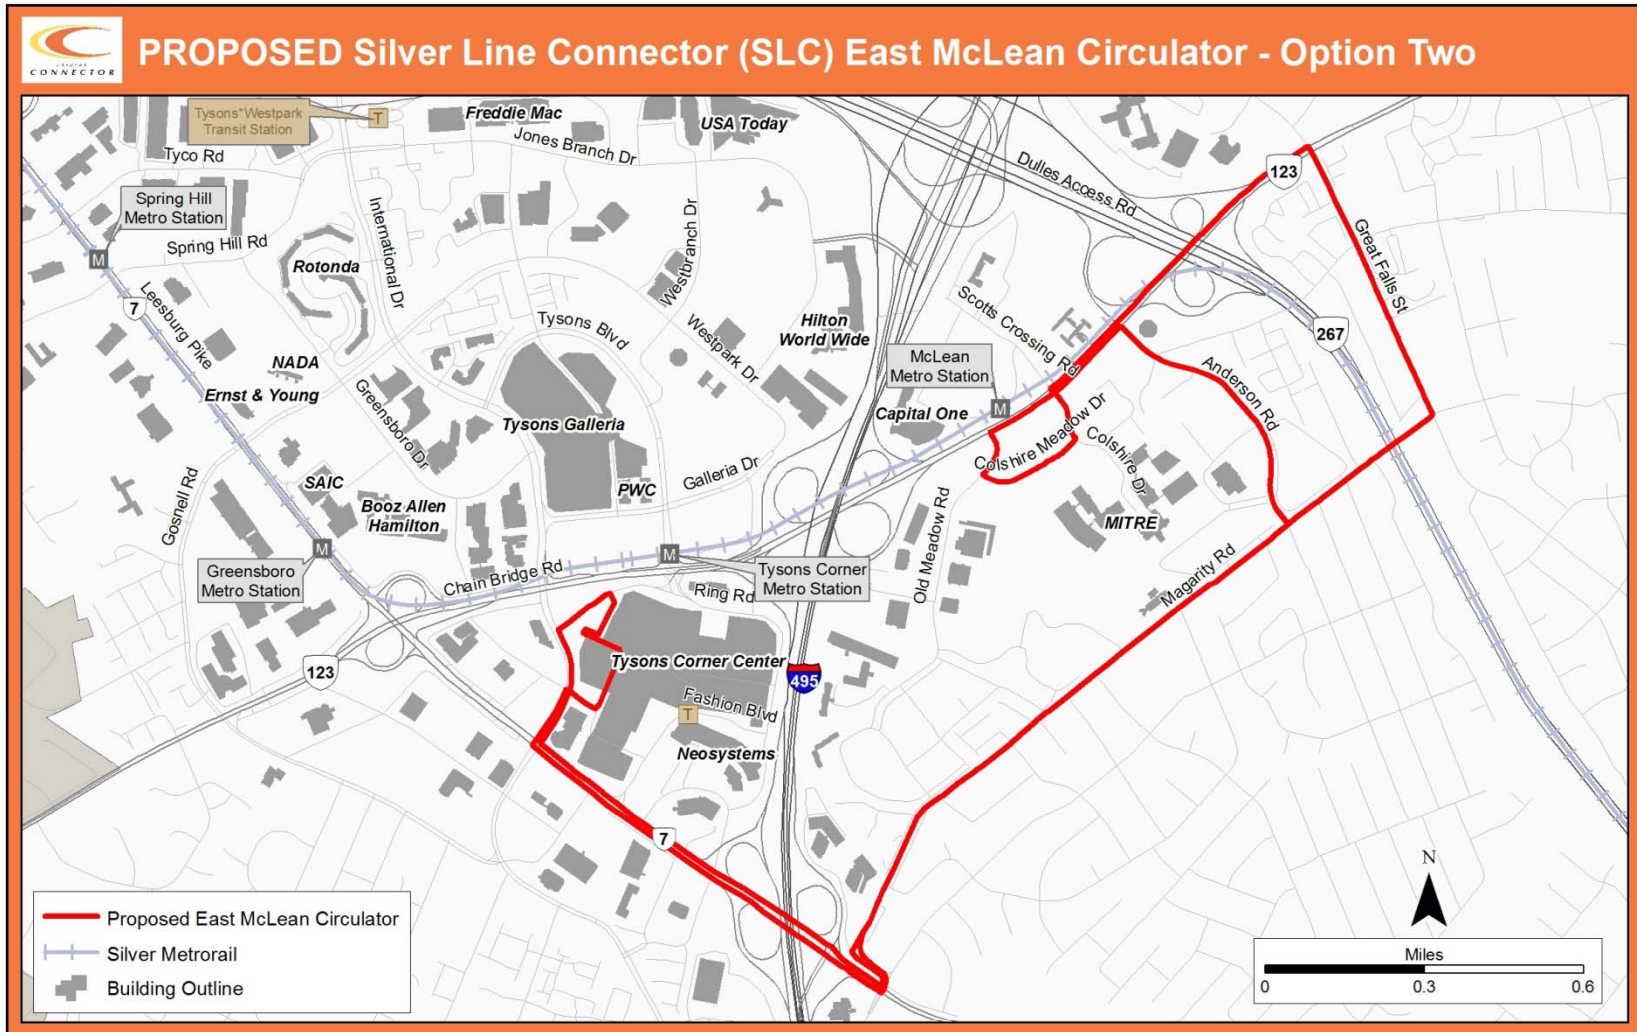 PROPOSED Silver Line Connector (SLC) East McLean Circulator - Option Two
CONNECTOR
Tysons*Westpark
Transit Station
T
Freddie Mac
USA Today
Jones Branch Dr
Tyco Rd
Dulles Access Rd
123
Spring Hill
Metro Station
M
Spring Hill Rd
International Dr
Rotonda
Westbranch Dr
Great Falls St
7
Leesburg Pike
Tysons Blvd
Westpark Dr
Hilton
World Wide
Scotts Crossing Rd
267
McLean
Metro Station
M
NADA
Ernst & Young
Greensboro Dr
Tysons Galleria
Capital One
Anderson Rd
Colshire Meadow Dr
Colshire Dr
Galleria Dr
Gosnell Rd
SAIC
PWC
Booz Allen
Hamilton
Old Meadow Rd
MITRE
M
Greensboro
Metro Station
Chain Bridge Rd
M
Tysons Corner
Metro Station
Ring Rd
Magarity Rd
123
Tysons Corner Center
495
Fashion Blvd
T
Neosystems
7
N
Proposed East McLean Circulator
Silver Metrorail
Building Outline
Miles
0 0.3 0.6